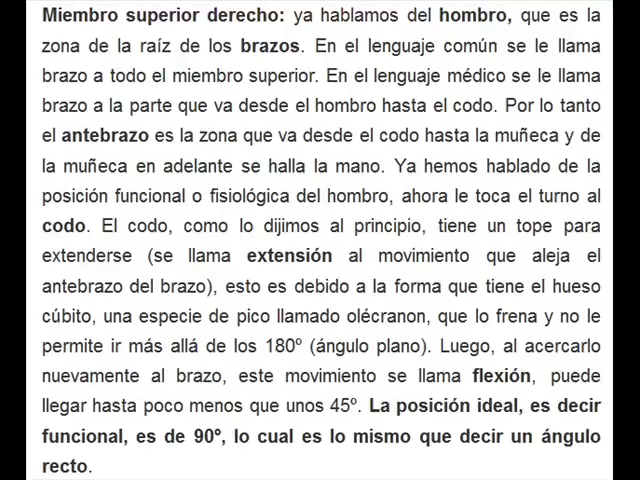 Miembro superior derecho: ya hablamos del hombro, que es la
zona de la raíz de los brazos. En el lenguaje común se le llama
brazo a todo el miembro superior. En el lenguaje médico se le llama
brazo a la parte que va desde el hombro hasta el codo. Por lo tanto
el antebrazo es la zona que va desde el codo hasta la muñeca y de
la muñeca en adelante se halla la mano. Ya hemos hablado de la
posición funcional o fisiológica del hombro, ahora le toca el turno al
codo. El codo, como lo dijimos al principio, tiene un tope para
extenderse (se llama extensión al movimiento que aleja el
antebrazo del brazo), esto es debido a la forma que tiene el hueso
cúbito, una especie de pico llamado olécranon, que lo frena y no le
permite ir más allá de los 180º (ángulo plano). Luego, al acercarlo
nuevamente al brazo, este movimiento se llama flexión, puede
llegar hasta poco menos que unos 45º. La posición ideal, es decir
funcional, es de 90º, lo cual es lo mismo que decir un ángulo
recto.